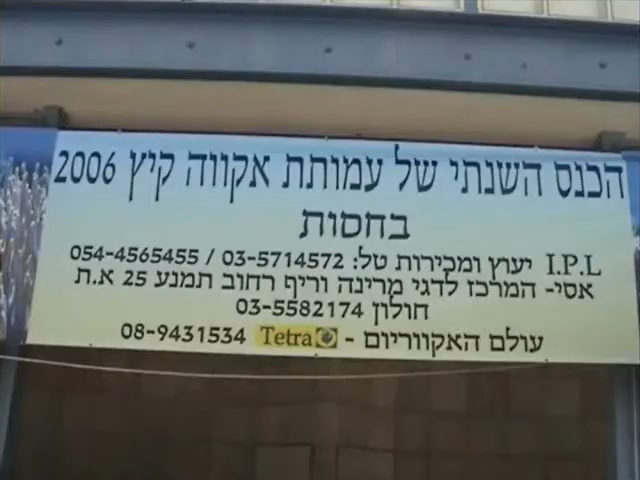 הכנס השנתי של עמותת אקווה קיץ 2006
בחסות
I.P.L יעוץ ומכירות טל: 03-5714572 / 054-4565455
אסי- המרכז לדגי מרינה וריף רחוב תמנע 25 א.ת
חולון 03-5582174
עולם האקווריום - Tetra 08-9431534